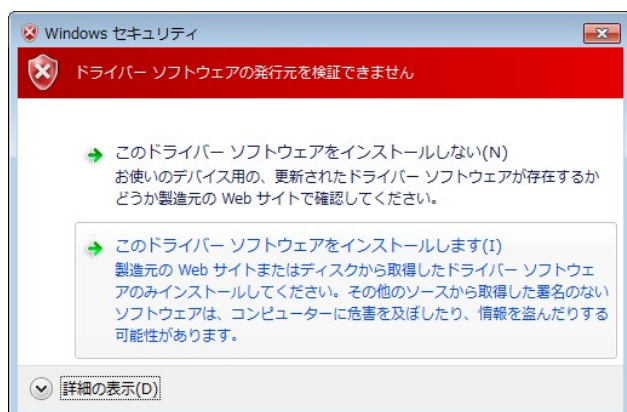 Windows セキュリティ
ドライバー ソフトウェアの発行元を検証できません
このドライバー ソフトウェアをインストールしない(N)
お使いのデバイス用の、更新されたドライバー ソフトウェアが存在するか
どうか製造元の Web サイトで確認してください。
このドライバー ソフトウェアをインストールします(I)
製造元の Web サイトまたはディスクから取得したドライバー ソフトウェ
アのみインストールしてください。その他のソースから取得した署名のない
ソフトウェアは、コンピューターに危害を及ぼしたり、情報を盗んだりする
可能性があります。
詳細の表示(D)